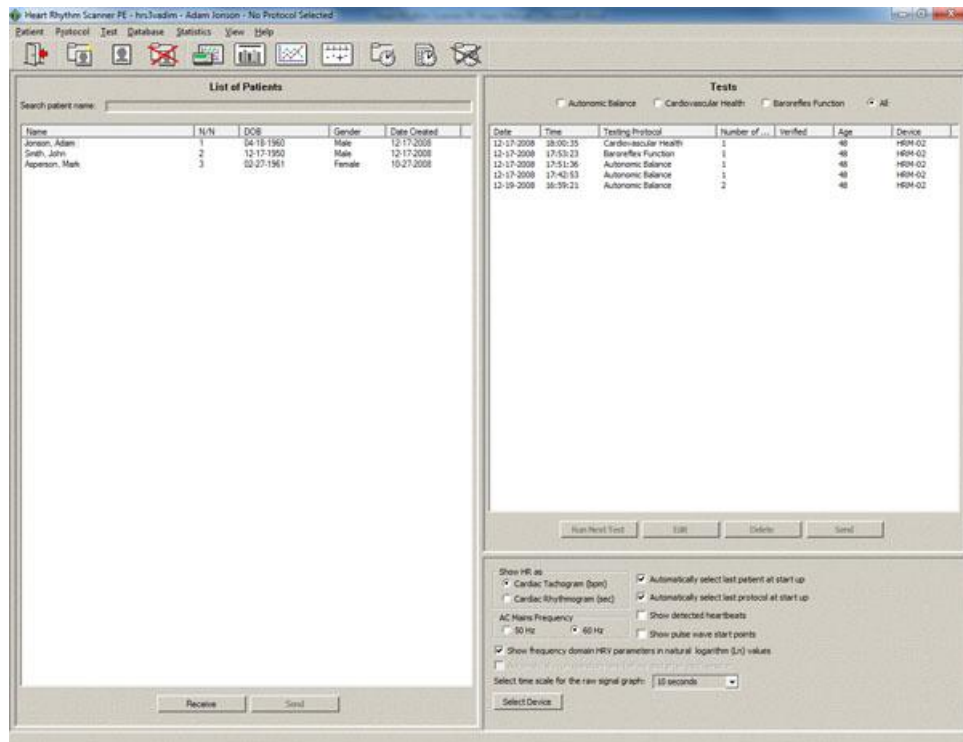 Heart Rhythm Scanner PE - hrs3vadim - Adam Jonson - No Protocol Selected
Patient Protocol Test Database Statistics View Help
List of Patients
Search patient name:
Name N/N DOB Gender Date Created
Jonson, Adam 1 04-18-1960 Male 12-17-2008
Smith, John 2 12-17-1950 Male 12-17-2008
Asperson, Mark 3 02-27-1961 Female 10-27-2008
Receive Send
Tests
Autonomic Balance Cardiovascular Health Baroreflex Function All
Date Time Testing Protocol Number of ... Verified Age Device
12-17-2008 18:00:35 Cardiovascular Health 1 48 HRM-02
12-17-2008 17:53:23 Baroreflex Function 1 48 HRM-02
12-17-2008 17:51:36 Autonomic Balance 1 48 HRM-02
12-17-2008 17:42:53 Autonomic Balance 1 48 HRM-02
12-19-2008 16:59:21 Autonomic Balance 2 48 HRM-02
Run Next Test Edit Delete Send
Show HR as
Cardiac Tachogram (bpm)
Cardiac Rhythmogram (sec)
AC Mains Frequency
50 Hz 60 Hz
Automatically select last patient at start up
Automatically select last protocol at start up
Show detected heartbeats
Show pulse wave start points
Show frequency domain HRV parameters in natural logarithm (Ln) values
Select time scale for the raw signal graph: 10 seconds
Select Device